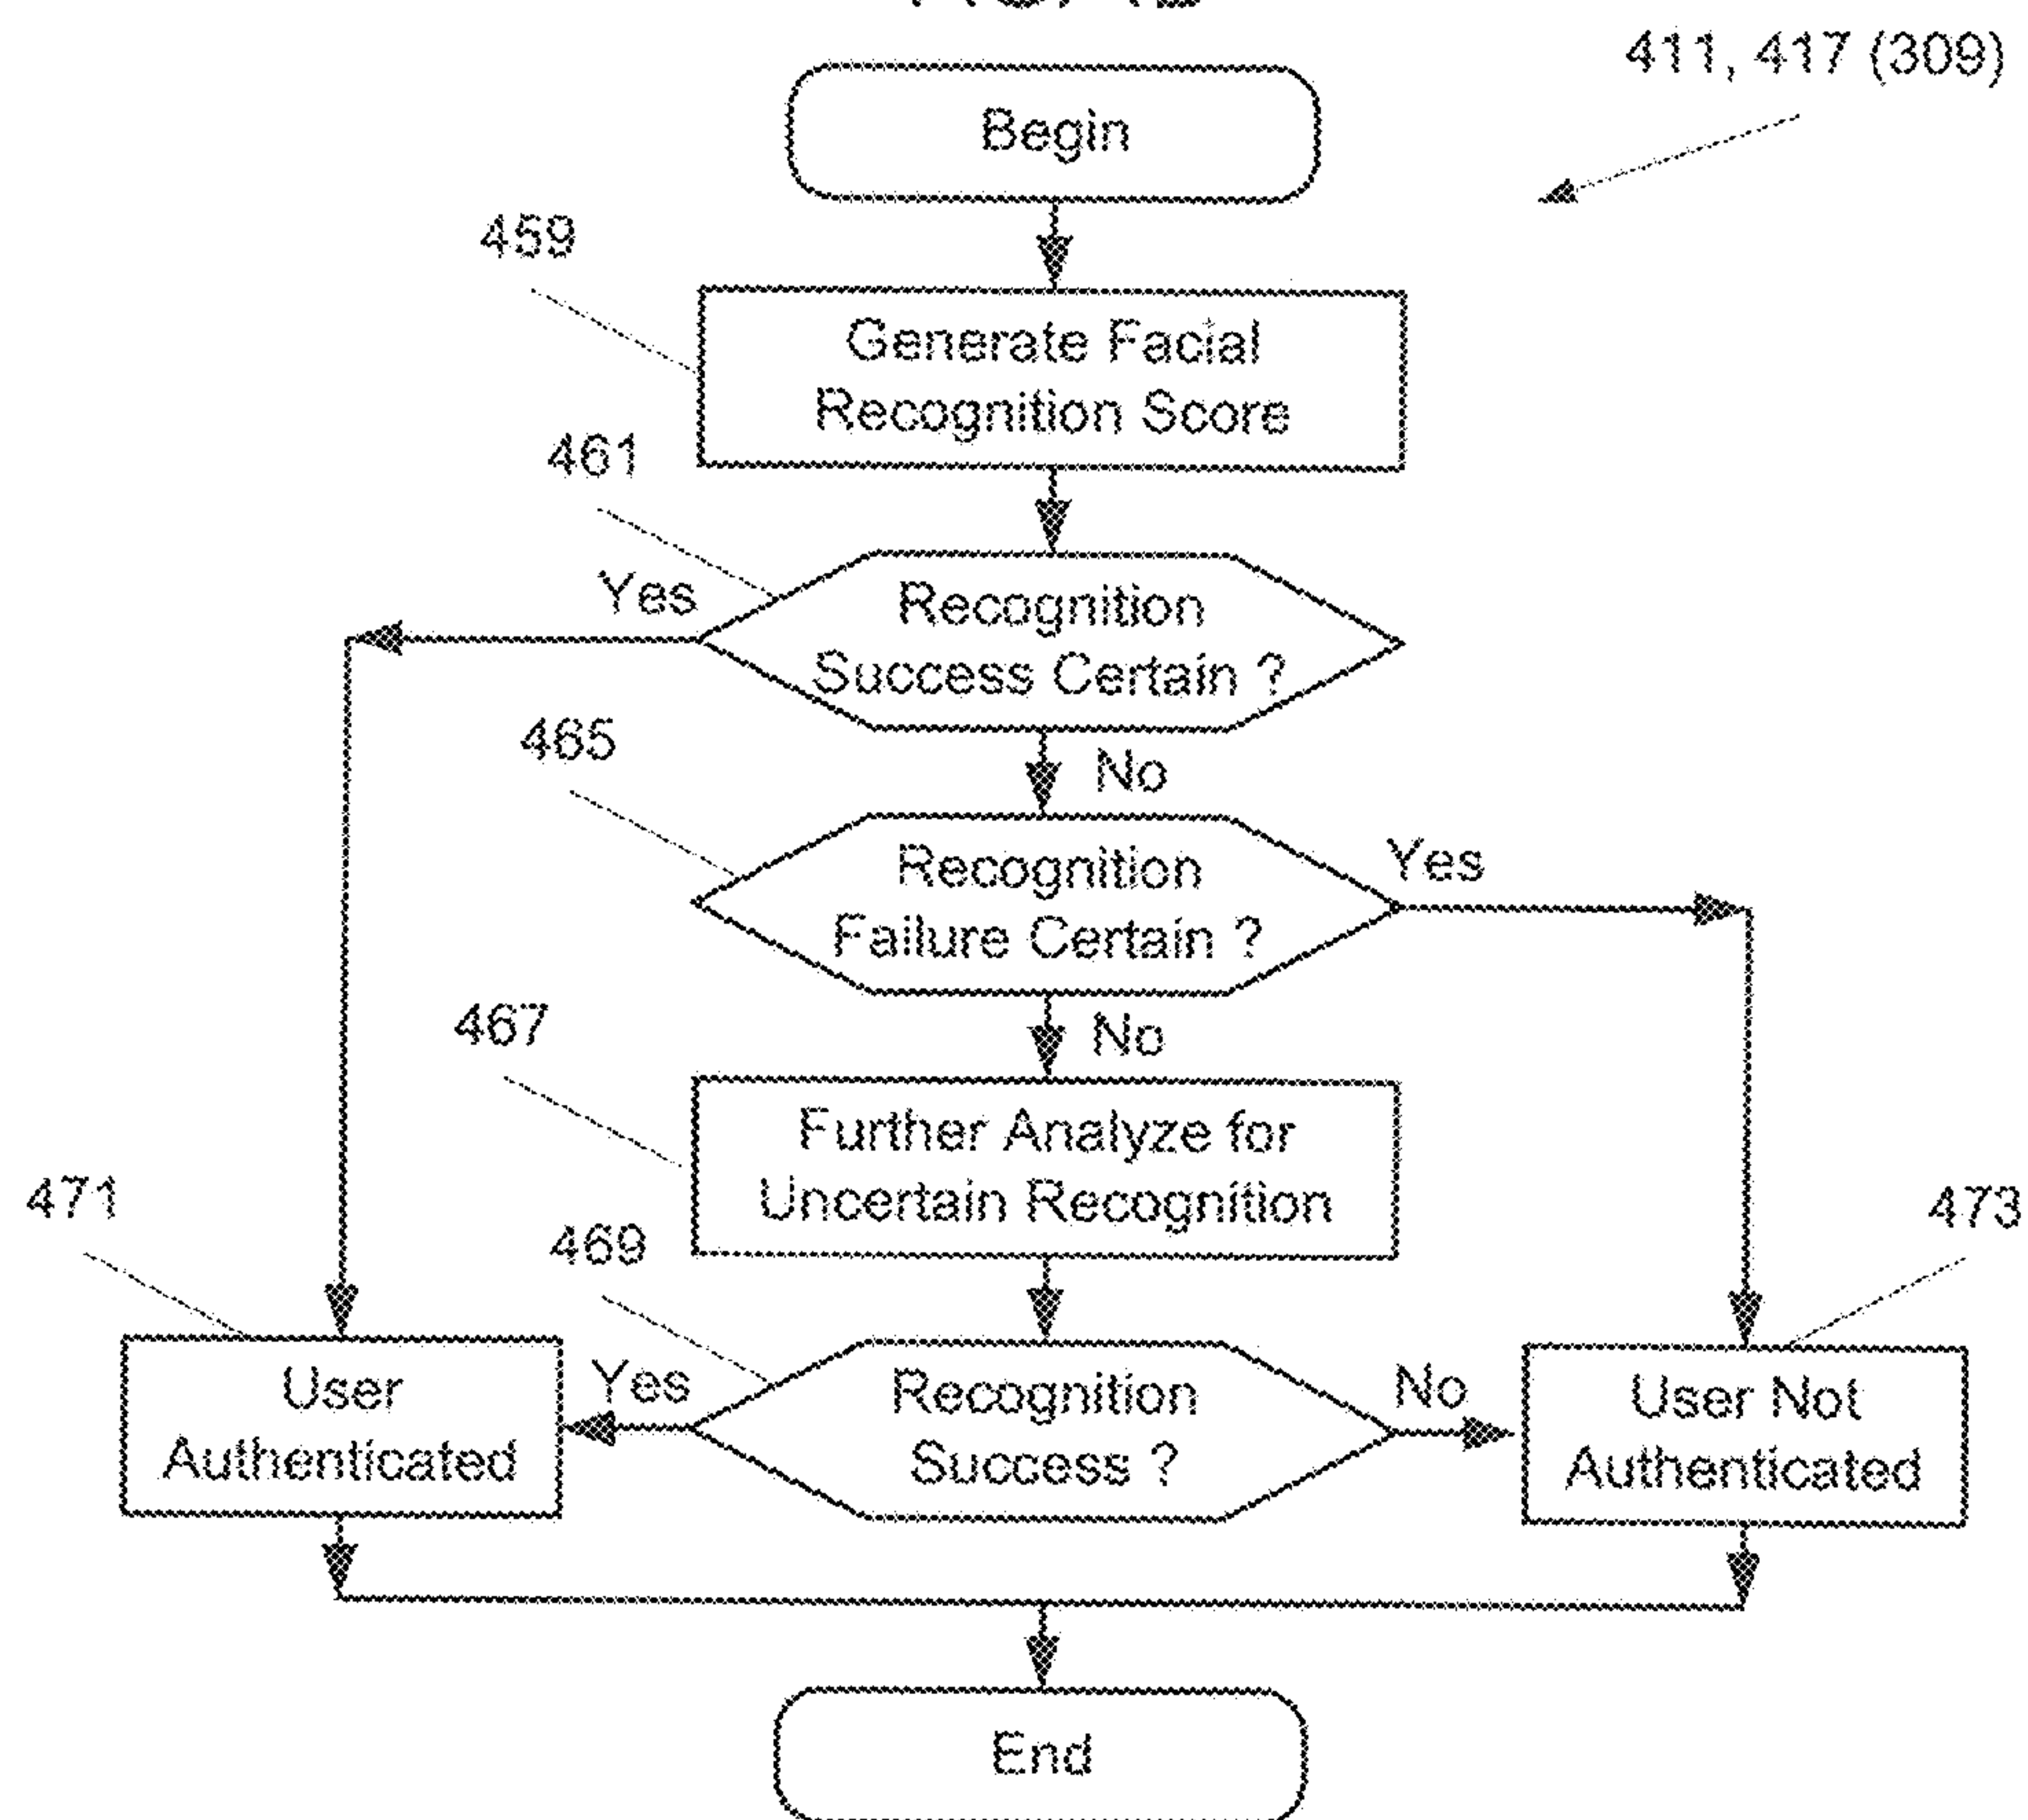 411, 417 (309)
Begin
459
Generate Facial
Recognition Score
461
Yes
Recognition
Success Certain ?
465
No
Recognition
Failure Certain ?
Yes
467
No
Further Analyze for
Uncertain Recognition
471
473
469
User
Authenticated
Yes
Recognition
Success ?
No
User Not
Authenticated
End